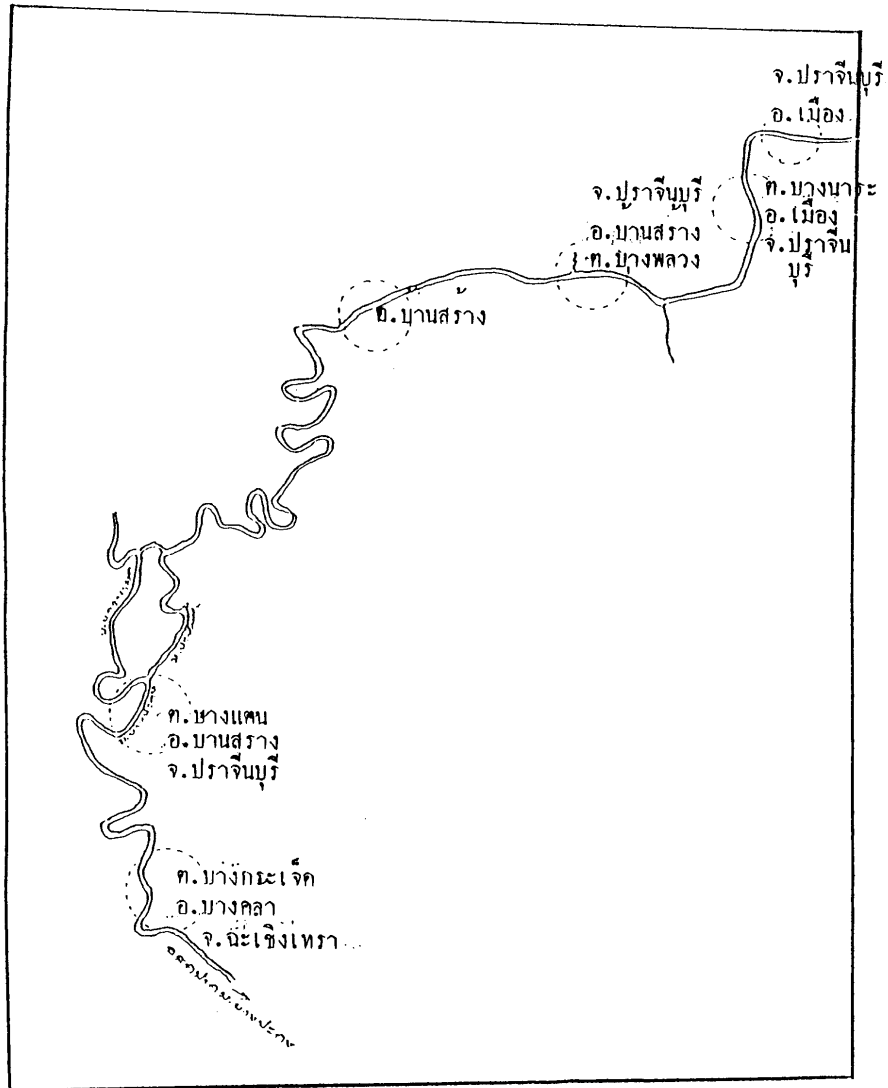 จ.ปราจีนบุรี
อ.เมือง
ต.บางนาระ
อ.เมือง
จ.ปราจีน
บุรี
จ.ปราจีนบุรี
อ.บานสราง
ต.บางพลวง
อ.บานสร้าง
ต.บางแตน
อ.บานสราง
จ.ปราจีนบุรี
ต.บางกระเจ็ด
อ.บางคลา
จ.ฉะเชิงเทรา